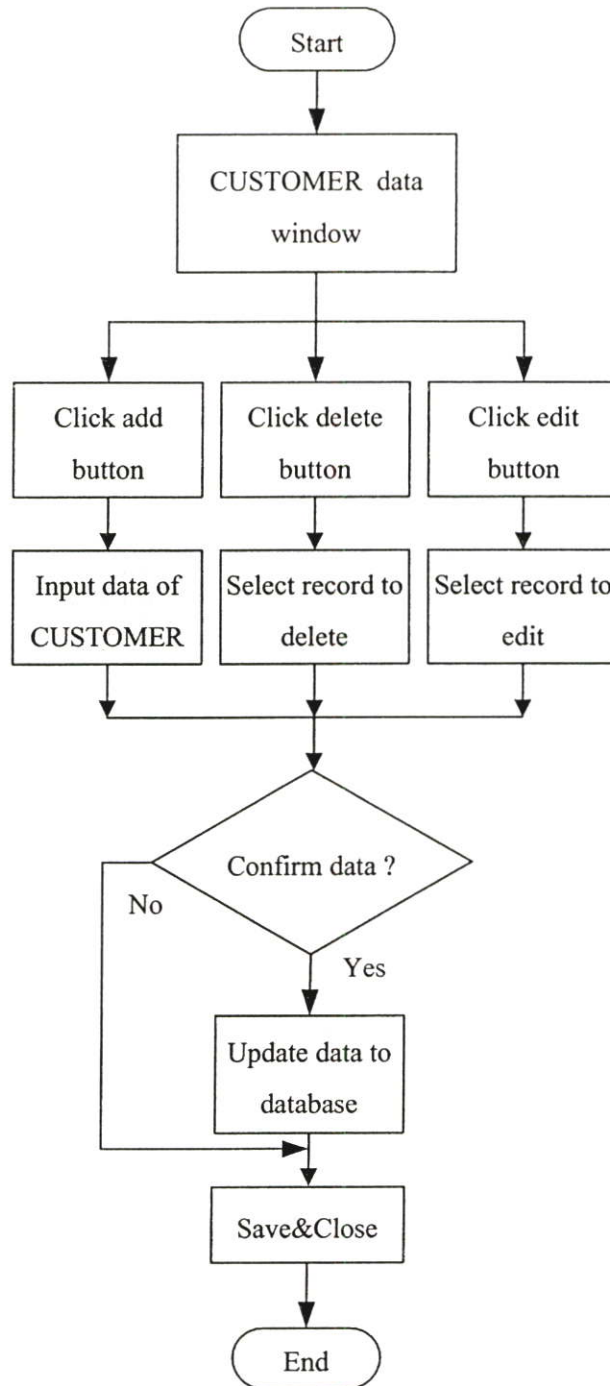 Start
CUSTOMER data
window
Click add
button
Click delete
button
Click edit
button
Input data of
CUSTOMER
Select record to
delete
Select record to
edit
Confirm data ?
No
Yes
Update data to
database
Save&Close
End